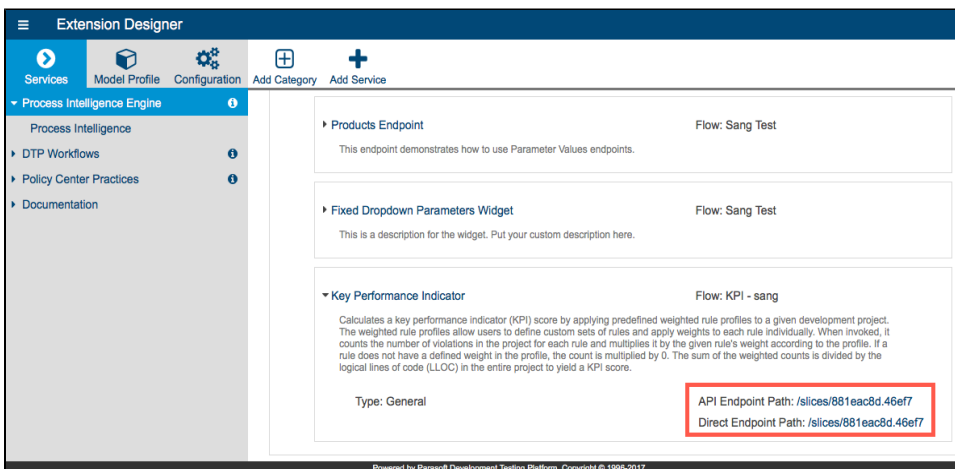 Extension Designer
Services
Model Profile
Configuration
Add Category
Add Service
Process Intelligence Engine
Process Intelligence
DTP Workflows
Policy Center Practices
Documentation
Products Endpoint Flow: Sang Test
This endpoint demonstrates how to use Parameter Values endpoints.
Fixed Dropdown Parameters Widget Flow: Sang Test
This is a description for the widget. Put your custom description here.
Key Performance Indicator Flow: KPI - sang
Calculates a key performance indicator (KPI) score by applying predefined weighted rule profiles to a given development project.
The weighted rule profiles allow users to define custom sets of rules and apply weights to each rule individually. When invoked, it
counts the number of violations in the project for each rule and multiplies it by the given rule's weight according to the profile. If a
rule does not have a defined weight in the profile, the count is multiplied by 0. The sum of the weighted counts is divided by the
logical lines of code (LLOC) in the entire project to yield a KPI score.
Type: General
API Endpoint Path: /slices/881eac8d.46ef7
Direct Endpoint Path: /slices/881eac8d.46ef7
Powered by Parasoft Development Testing Platform. Copyright © 1996-2017